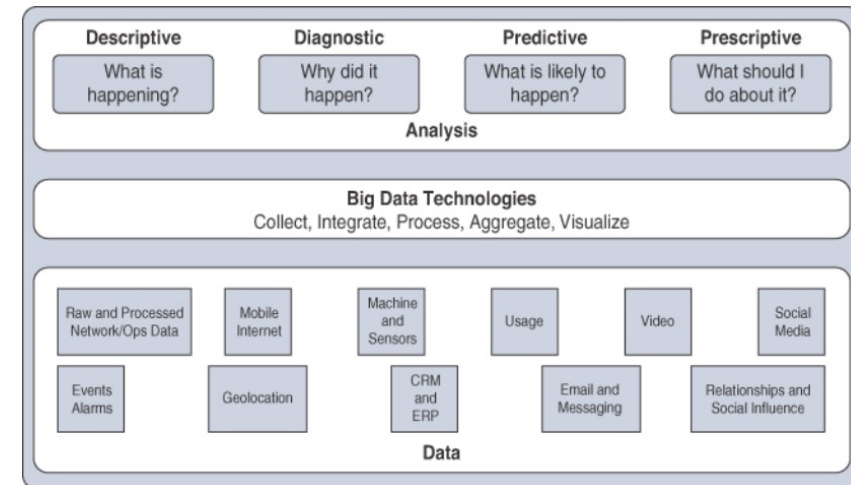 Descriptive
Diagnostic
Predictive
Prescriptive
What is
happening?
Why did it
happen?
What is likely to
happen?
What should I
do about it?
Analysis
Big Data Technologies
Collect, Integrate, Process, Aggregate, Visualize
Raw and Processed
Network/Ops Data
Mobile
Internet
Machine
and
Sensors
Usage
Video
Social
Media
Events
Alarms
Geolocation
CRM
and
ERP
Email and
Messaging
Relationships and
Social Influence
Data